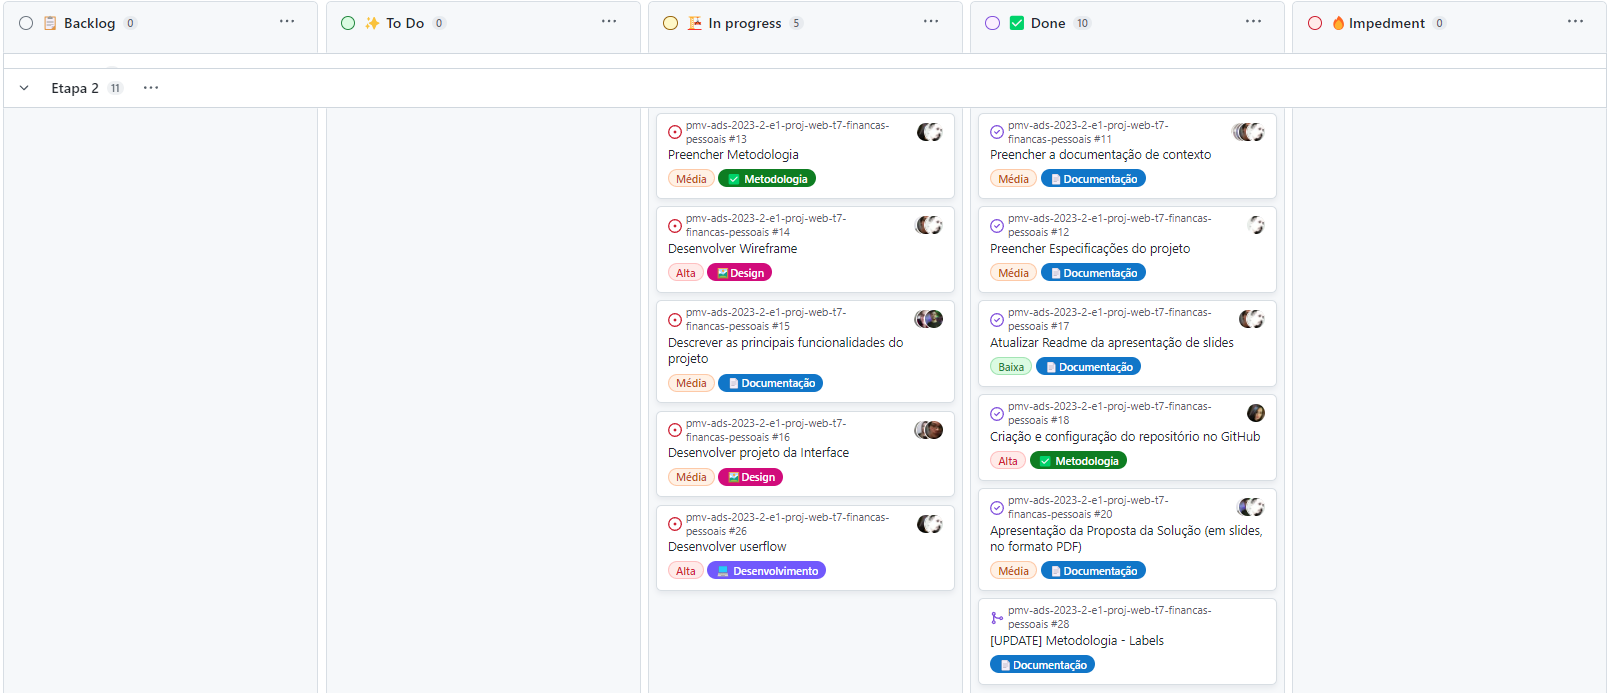 Backlog 0
To Do 0
In progress 5
Done 10
Impedment 0
Etapa 2 11
pmv-ads-2023-2-e1-proj-web-t7-financas-
pessoais #13
Preencher Metodologia
Média Metodologia
pmv-ads-2023-2-e1-proj-web-t7-
financas-pessoais #14
Desenvolver Wireframe
Alta Design
pmv-ads-2023-2-e1-proj-web-t7-
financas-pessoais #15
Descrever as principais funcionalidades do
projeto
Média Documentação
pmv-ads-2023-2-e1-proj-web-t7-
financas-pessoais #16
Desenvolver projeto da Interface
Média Design
pmv-ads-2023-2-e1-proj-web-t7-financas-
pessoais #26
Desenvolver userflow
Alta Desenvolvimento
pmv-ads-2023-2-e1-proj-web-t7-
financas-pessoais #11
Preencher a documentação de contexto
Média Documentação
pmv-ads-2023-2-e1-proj-web-t7-financas-
pessoais #12
Preencher Especificações do projeto
Média Documentação
pmv-ads-2023-2-e1-proj-web-t7-financas-
pessoais #17
Atualizar Readme da apresentação de slides
Baixa Documentação
pmv-ads-2023-2-e1-proj-web-t7-financas-
pessoais #18
Criação e configuração do repositório no GitHub
Alta Metodologia
pmv-ads-2023-2-e1-proj-web-t7-
financas-pessoais #20
Apresentação da Proposta da Solução (em slides,
no formato PDF)
Média Documentação
pmv-ads-2023-2-e1-proj-web-t7-financas-
pessoais #28
[UPDATE] Metodologia - Labels
Documentação